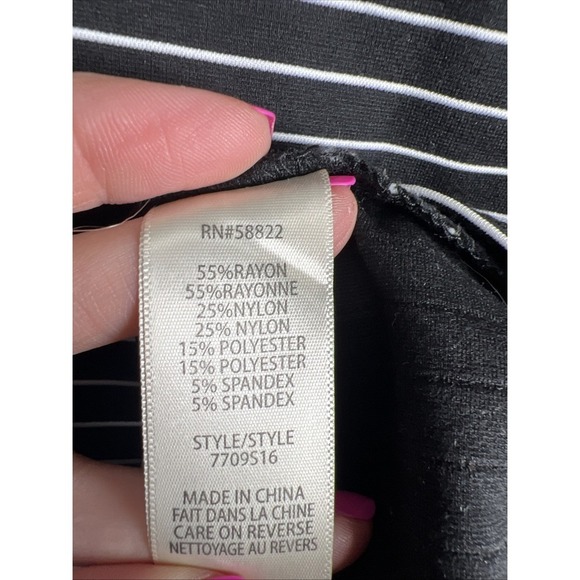 RN#58822
55%RAYON
55%RAYONNE
25%NYLON
25% NYLON
15% POLYESTER
15% POLYESTER
5% SPANDEX
5% SPANDEX
STYLE/STYLE
7709S16
MADE IN CHINA
FAIT DANS LA CHINE
CARE ON REVERSE
NETTOYAGE AU REVERS